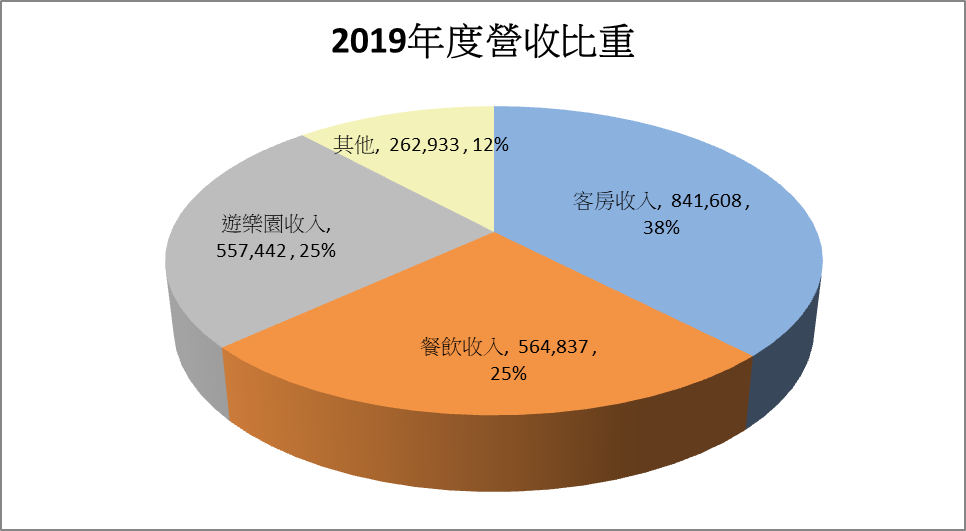 2019年度營收比重
其他, 262,933 , 12%
客房收入, 841,608 ,
38%
遊樂園收入,
557,442 , 25%
餐飲收入, 564,837 ,
25%